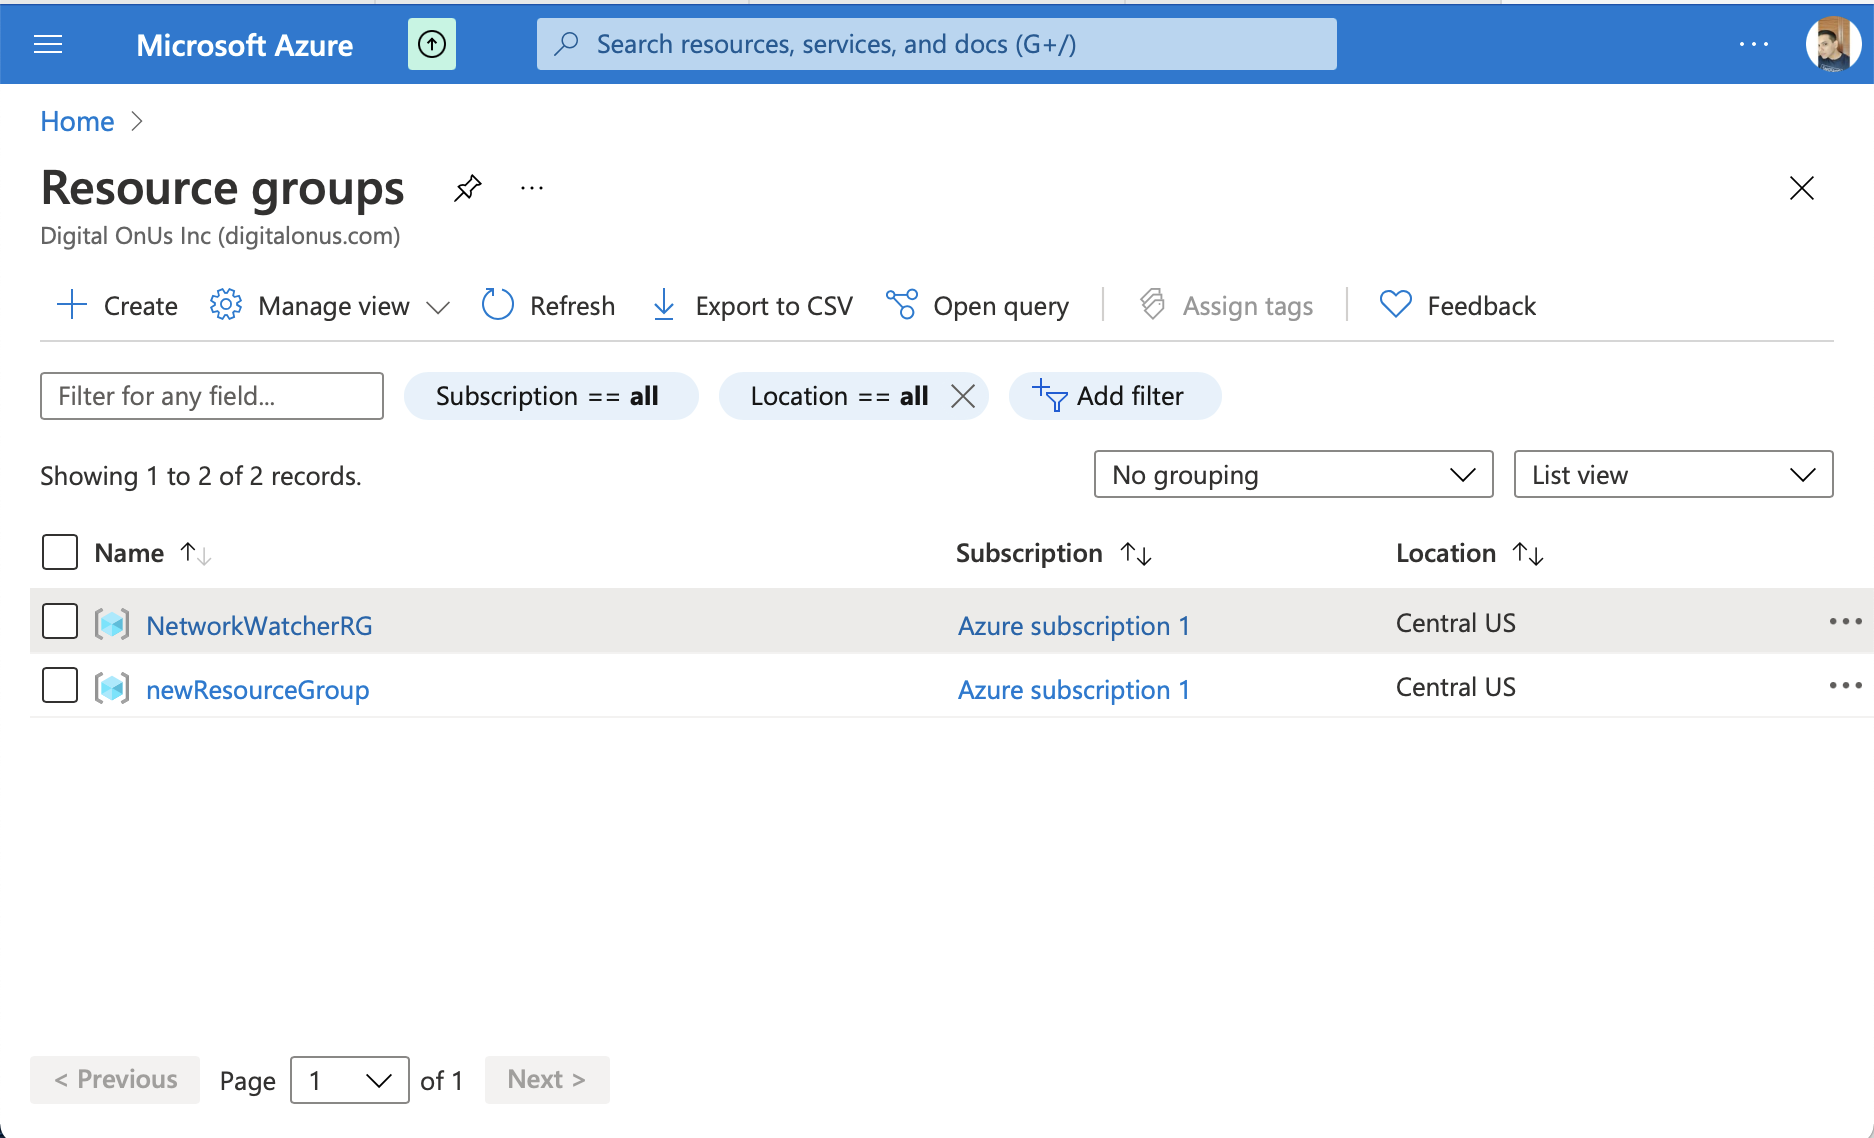 Microsoft Azure
Search resources, services, and docs (G+/)
Home
Resource groups
Digital OnUs Inc (digitalonus.com)
Create Manage view Refresh Export to CSV Open query Assign tags Feedback
Filter for any field... Subscription == all Location == all Add filter
Showing 1 to 2 of 2 records. No grouping List view
Name Subscription Location
NetworkWatcherRG Azure subscription 1 Central US
newResourceGroup Azure subscription 1 Central US
< Previous Page 1 of 1 Next >